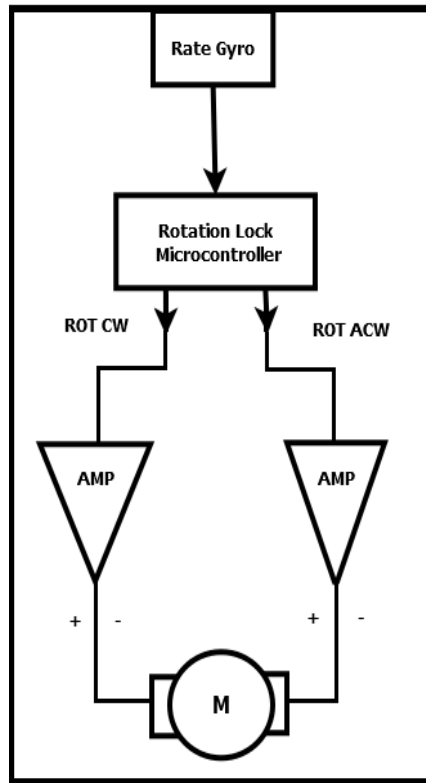 Rate Gyro
Rotation Lock
Microcontroller
ROT CW
ROT ACW
AMP
AMP
+ -
+ -
M